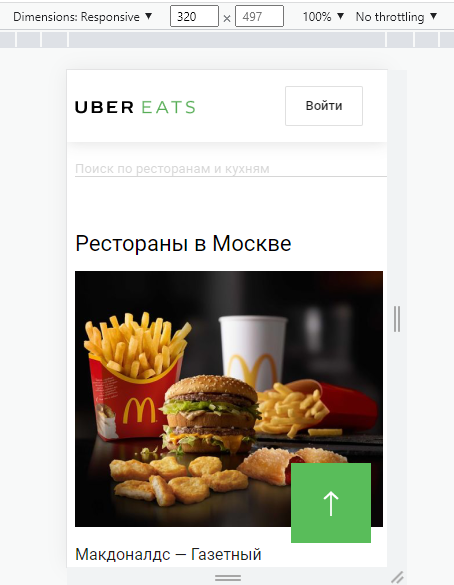 Dimensions: Responsive ▼ 320 × 497 100% ▼ No throttling ▼
UBER EATS
Войти
Поиск по ресторанам и кухням
Рестораны в Москве
Макдоналдс — Газетный